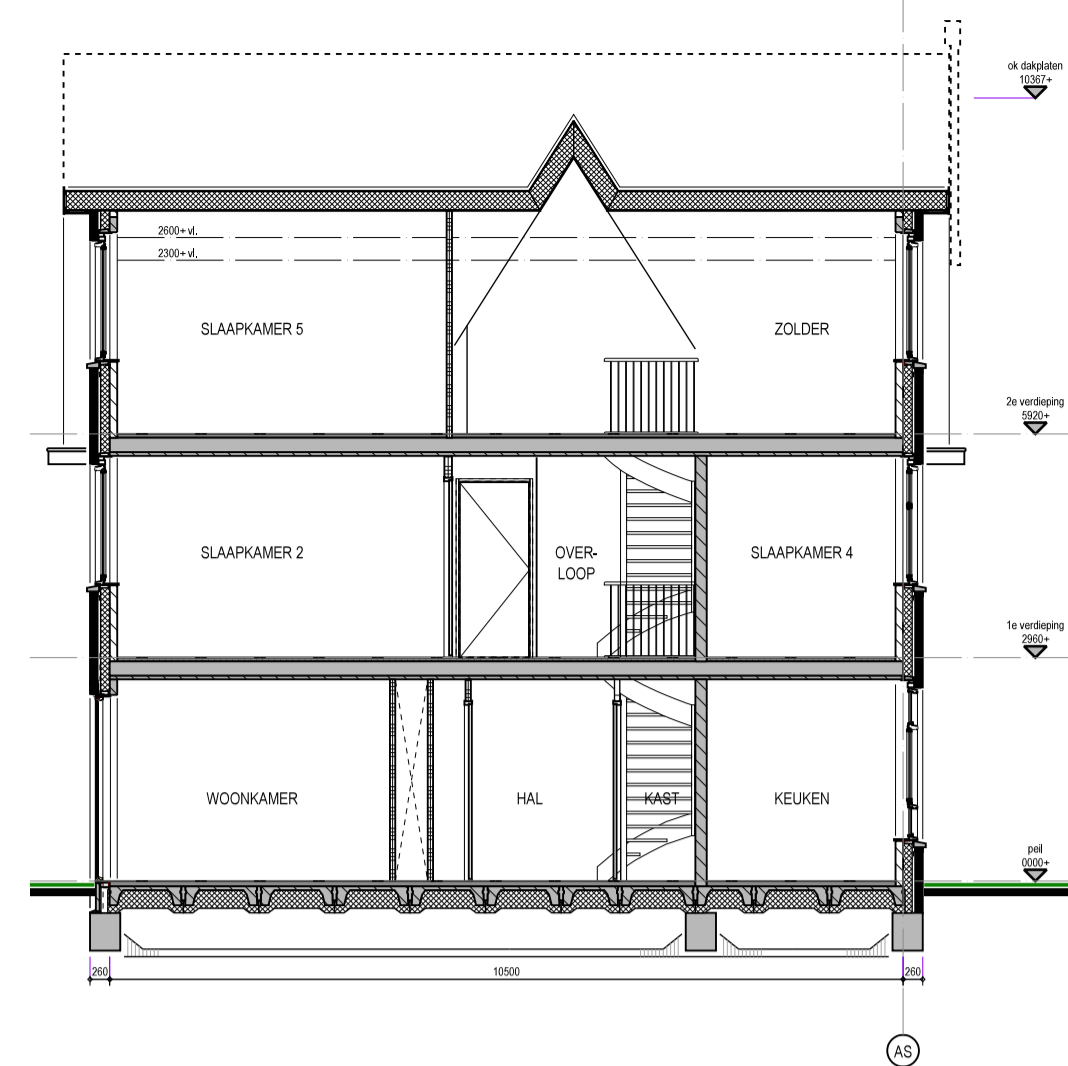 ok dakplaten
10367+
2600+ vl.
2300+ vl.
SLAAPKAMER 5
ZOLDER
2e verdieping
5920+
SLAAPKAMER 2
OVER-
LOOP
SLAAPKAMER 4
1e verdieping
2960+
WOONKAMER
HAL
KAST
KEUKEN
peil
0000+
260
10500
260
AS